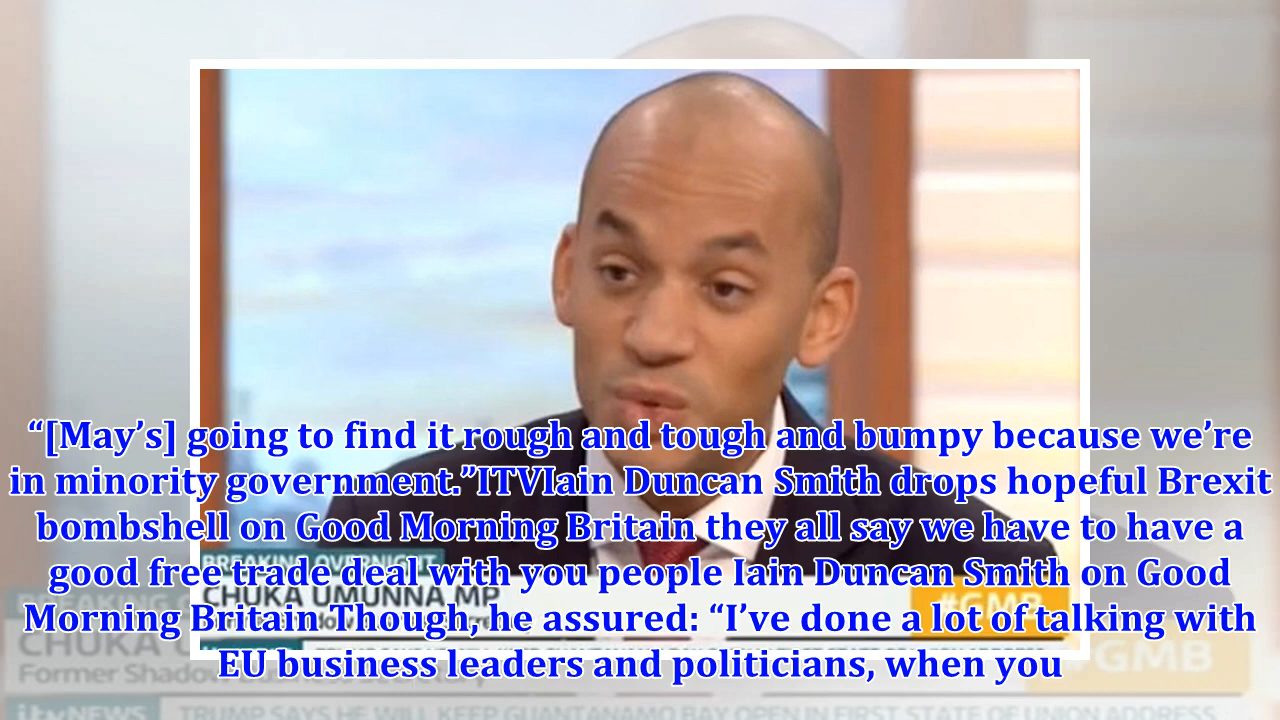 “[May’s] going to find it rough and tough and bumpy because we’re
in minority government.”ITVIain Duncan Smith drops hopeful Brexit
bombshell on Good Morning Britain they all say we have to have a
good free trade deal with you people Iain Duncan Smith on Good
Morning Britain Though, he assured: “I’ve done a lot of talking with
EU business leaders and politicians, when you
BREAKING OVERNIGHT
CHUKA UMUNNA MP
#GMB
Former Shadow
#GMB
itv NEWS
TRUMP SAYS HE WILL KEEP GUANTANAMO BAY OPEN IN FIRST STATE OF UNION ADDRESS